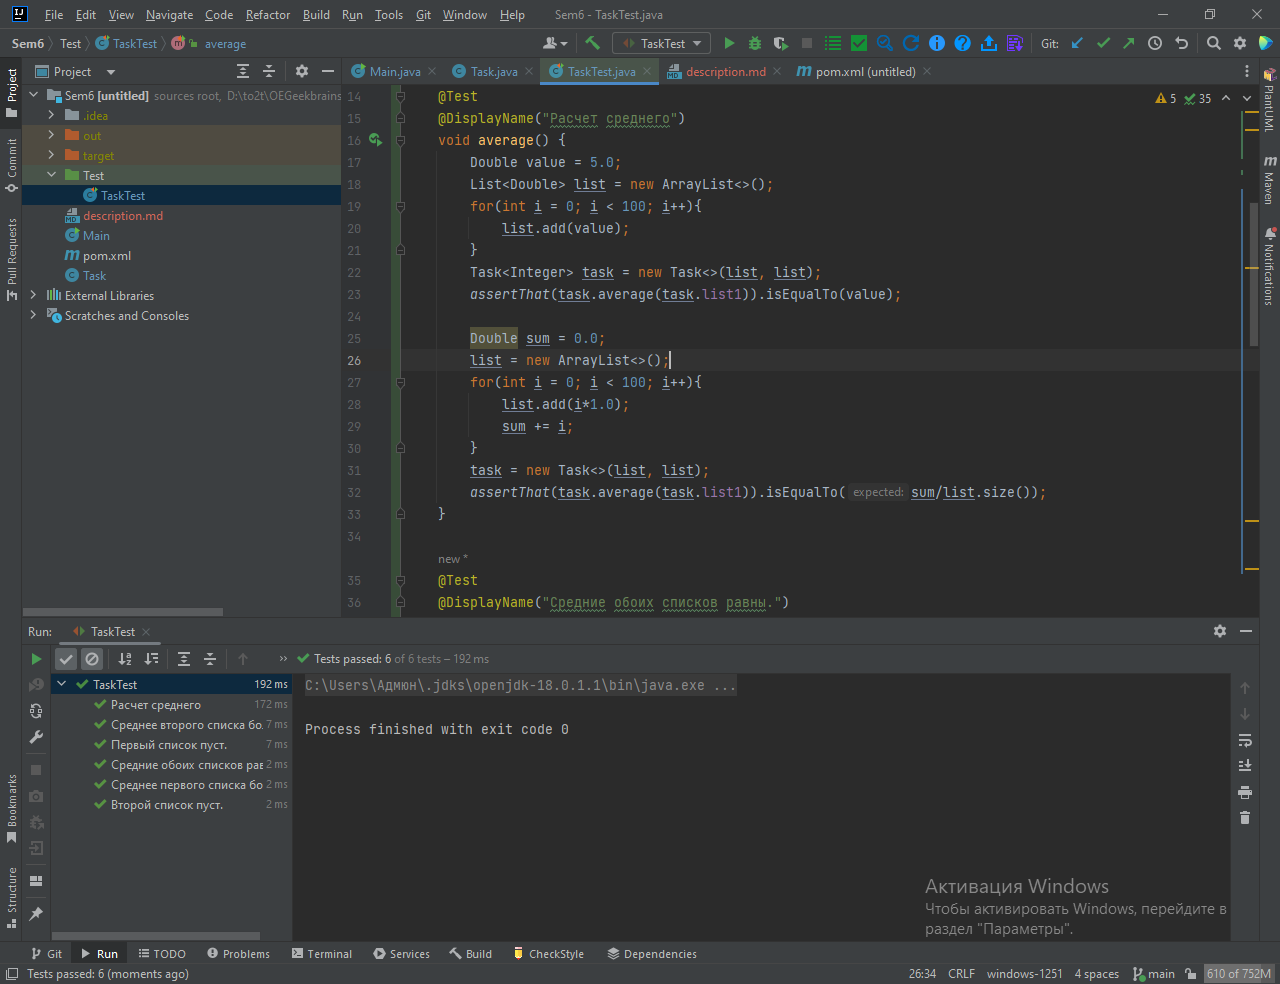 File Edit View Navigate Code Refactor Build Run Tools Git Window Help Sem6 - TaskTest.java
Sem6 Test TaskTest average TaskTest Git:
Project
Main.java Task.java TaskTest.java description.md pom.xml (untitled)
Project
Commit
Pull Requests
Bookmarks
Structure
Sem6 [untitled] sources root, D:\to2t\OEGeekbrains
.idea
out
target
Test
TaskTest
description.md
Main
pom.xml
Task
External Libraries
Scratches and Consoles
5 35
14 @Test
15 @DisplayName("Расчет среднего")
16 void average() {
17 Double value = 5.0;
18 List<Double> list = new ArrayList<>();
19 for(int i = 0; i < 100; i++){
20 list.add(value);
21 }
22 Task<Integer> task = new Task<>(list, list);
23 assertThat(task.average(task.list1)).isEqualTo(value);
24
25 Double sum = 0.0;
26 list = new ArrayList<>();
27 for(int i = 0; i < 100; i++){
28 list.add(i*1.0);
29 sum += i;
30 }
31 task = new Task<>(list, list);
32 assertThat(task.average(task.list1)).isEqualTo( expected: sum/list.size());
33 }
34
new *
35 @Test
36 @DisplayName("Средние обоих списков равны.")
PlantUML
Maven
Notifications
Run: TaskTest
Tests passed: 6 of 6 tests – 192 ms
TaskTest 192 ms
Расчет среднего 172 ms
Среднее второго списка бо. 7 ms
Первый список пуст. 7 ms
Средние обоих списков рав 2 ms
Среднее первого списка бо 2 ms
Второй список пуст. 2 ms
C:\Users\Адмюн\.jdks\openjdk-18.0.1.1\bin\java.exe ...
Process finished with exit code 0
Активация Windows
Чтобы активировать Windows, перейдите в
раздел "Параметры".
Git Run TODO Problems Terminal Messages Services Build CheckStyle Dependencies
Tests passed: 6 (moments ago) 26:34 CRLF windows-1251 4 spaces main 610 of 752M